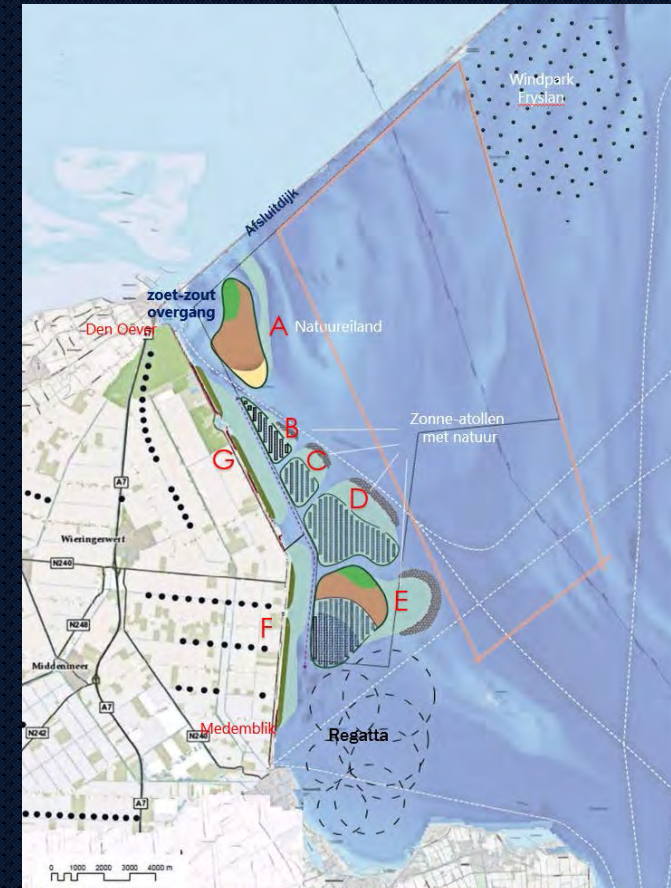 Windpark
Fryslan
Afsluitdijk
zoet-zout
overgang
Den Oever
A
Natuureiland
B
Zonne-atollen
met natuur
C
G
D
A7
Wieringerwerf
N240
E
F
N248
Middenmeer
A7
Medemblik
N240
N242
Regatta
A7
0 1000 2000 3000 4000 m